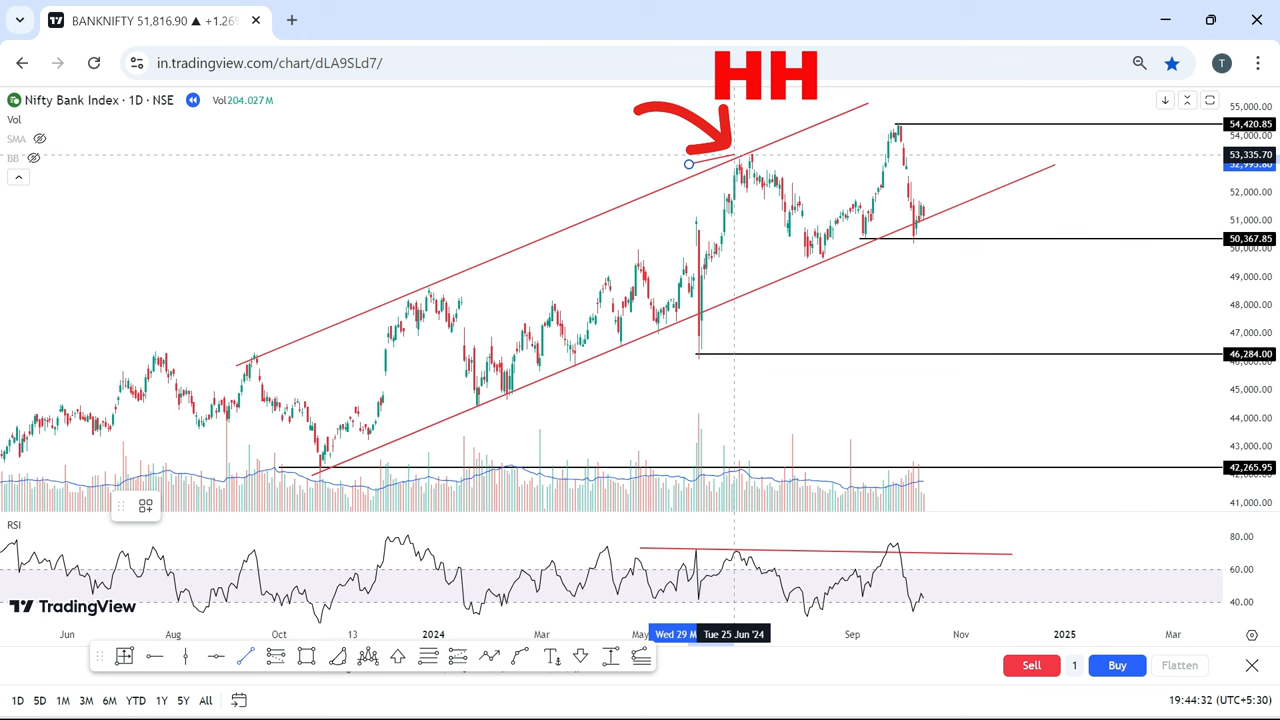 BANKNIFTY 51,816.90 ▲ +1.26
in.tradingview.com/chart/dLA9SLd7/
T
HH
Nifty Bank Index · 1D · NSE
Vol204.027M
Vol
SMA
BB
55,000.00
54,420.85
54,000.00
53,335.70
52,000.00
51,000.00
50,367.85
50,000.00
49,000.00
48,000.00
47,000.00
46,284.00
45,000.00
44,000.00
43,000.00
42,265.95
41,000.00
RSI
80.00
60.00
40.00
TradingView
Jun
Aug
Oct
13
2024
Mar
May
Wed 29 M
Tue 25 Jun '24
Sep
Nov
2025
Mar
Sell
1
Buy
Flatten
1D 5D 1M 3M 6M YTD 1Y 5Y All
19:44:32 (UTC+5:30)